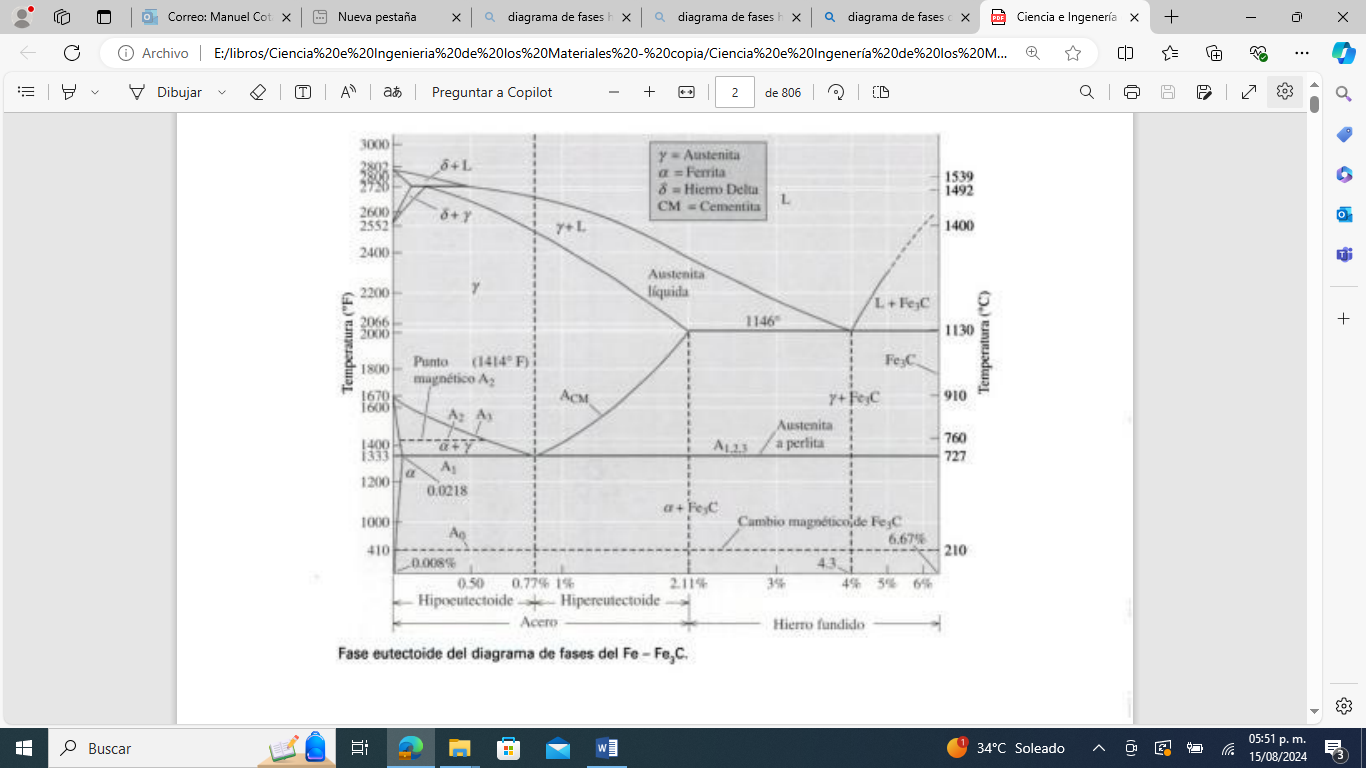 Correo: Manuel Cot
Nueva pestaña
diagrama de fases h
diagrama de fases h
diagrama de fases
Ciencia e Ingenería
Archivo
E:/libros/Ciencia%20e%20Ingenieria%20de%20los%20Materiales%20-%20copia/Ciencia%20e%20Ingenería%20de%20los%20M...
Dibujar
aあ
Preguntar a Copilot
2
de 806
3000
2802
2800
2720
2600
2552
2400
2200
2066
2000
1800
1670
1600
1400
1333
1200
1000
410
Temperatura (°F)
δ + L
δ + γ
γ + L
γ
γ = Austenita
α = Ferrita
δ = Hierro Delta
CM = Cementita
L
Austenita
líquida
1146°
L + Fe₃C
Fe₃C
Punto (1414° F)
magnético A₂
A₂ A₃
α + γ
A₁
α
0.0218
A_CM
γ + Fe₃C
Austenita
a perlita
A₁,₂,₃
α + Fe₃C
Cambio magnético de Fe₃C
6.67%
A₀
0.008%
4.3
1539
1492
1400
1130
910
760
727
210
Temperatura (°C)
0.50 0.77% 1% 2.11% 3% 4% 5% 6%
Hipoeutectoide Hipereutectoide
Acero Hierro fundido
Fase eutectoide del diagrama de fases del Fe – Fe₃C.
Buscar
1
34°C Soleado
05:51 p. m.
15/08/2024
3